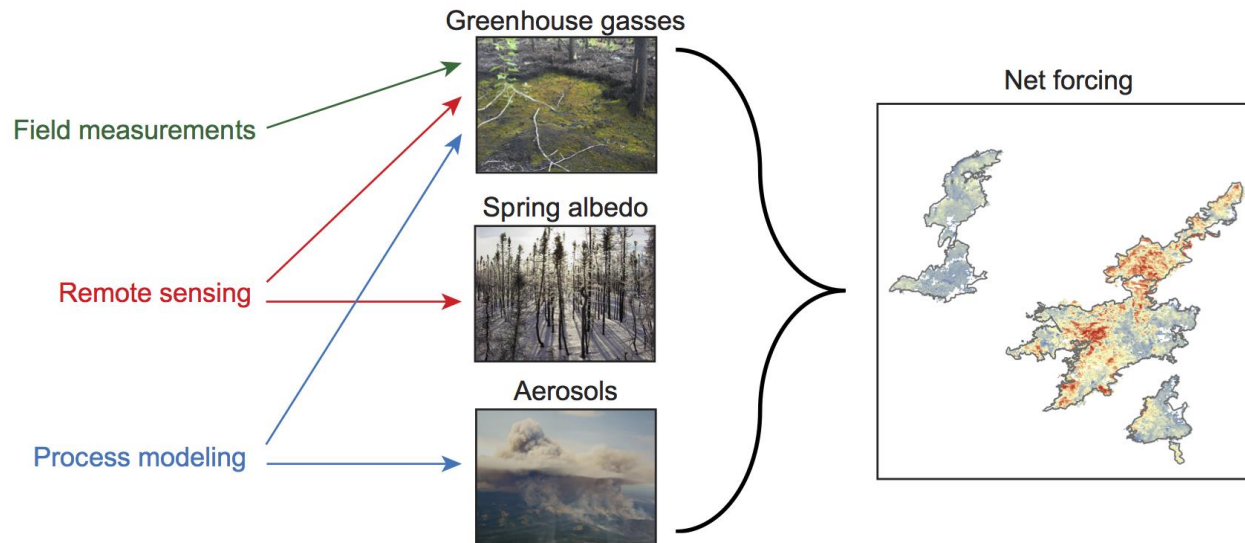 Greenhouse gasses
Net forcing
Field measurements
Spring albedo
Remote sensing
Aerosols
Process modeling